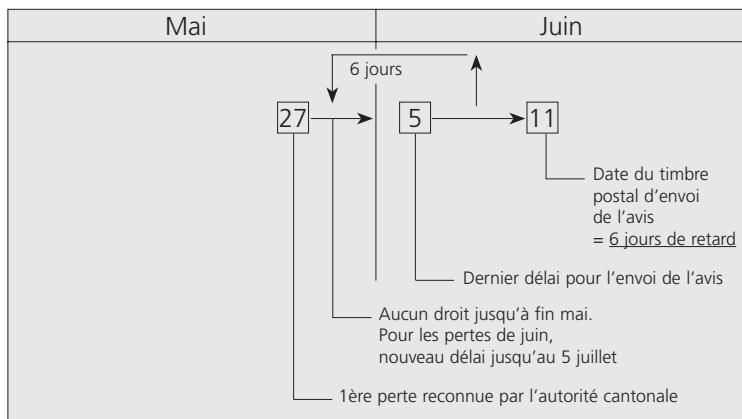 Mai
Juin
6 jours
27
5
11
Date du timbre
postal d'envoi
de l'avis
= 6 jours de retard
Dernier délai pour l'envoi de l'avis
Aucun droit jusqu'à fin mai.
Pour les pertes de juin,
nouveau délai jusqu'au 5 juillet
1ère perte reconnue par l'autorité cantonale